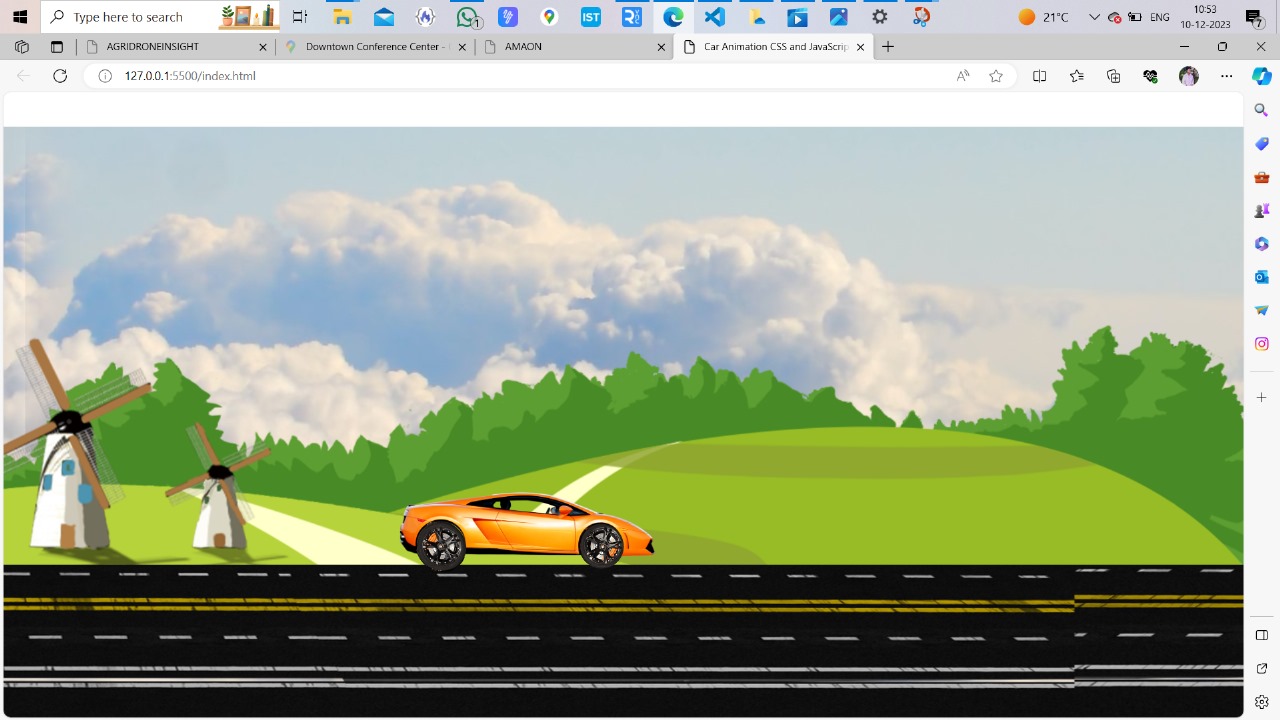 Type here to search
1
IST
21°C
ENG
10:53
10-12-2023
7
AGRIDRONEINSIGHT
Downtown Conference Center -
AMAON
Car Animation CSS and JavaScrip
127.0.0.1:5500/index.html